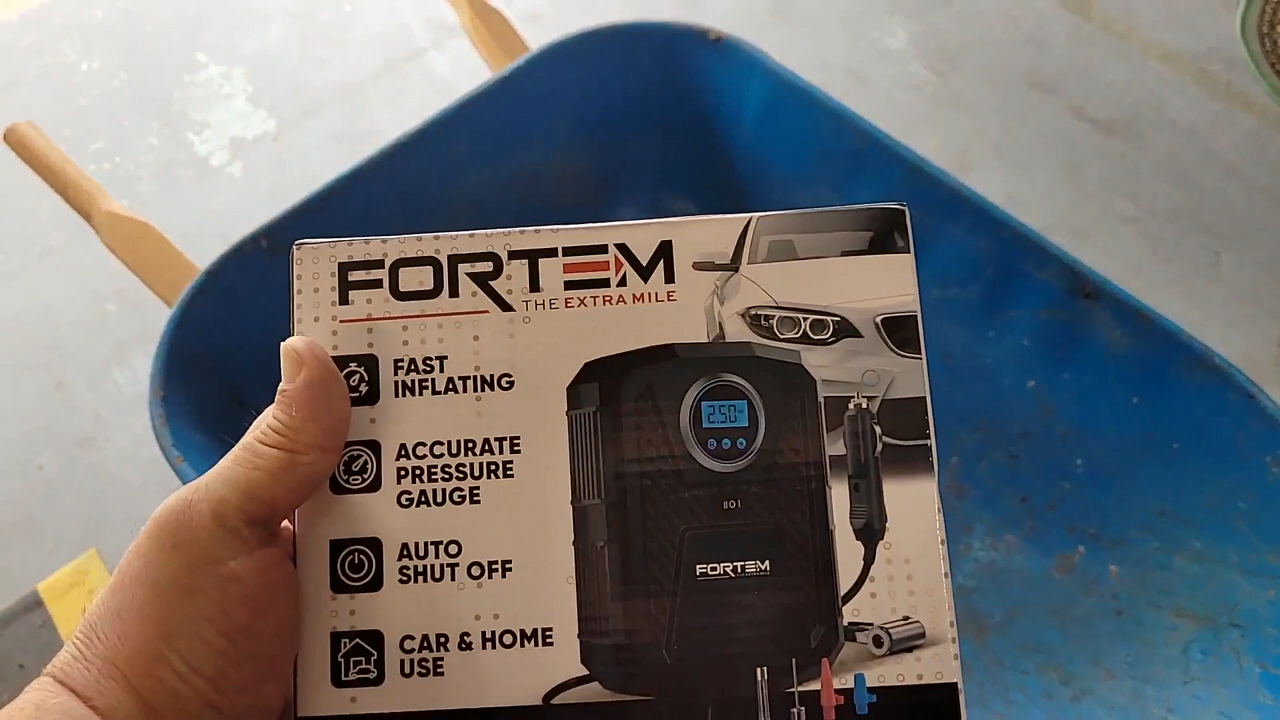 FORTEM
THE EXTRA MILE
FAST
INFLATING
ACCURATE
PRESSURE
GAUGE
AUTO
SHUT OFF
CAR & HOME
USE
2.50
FORTEM